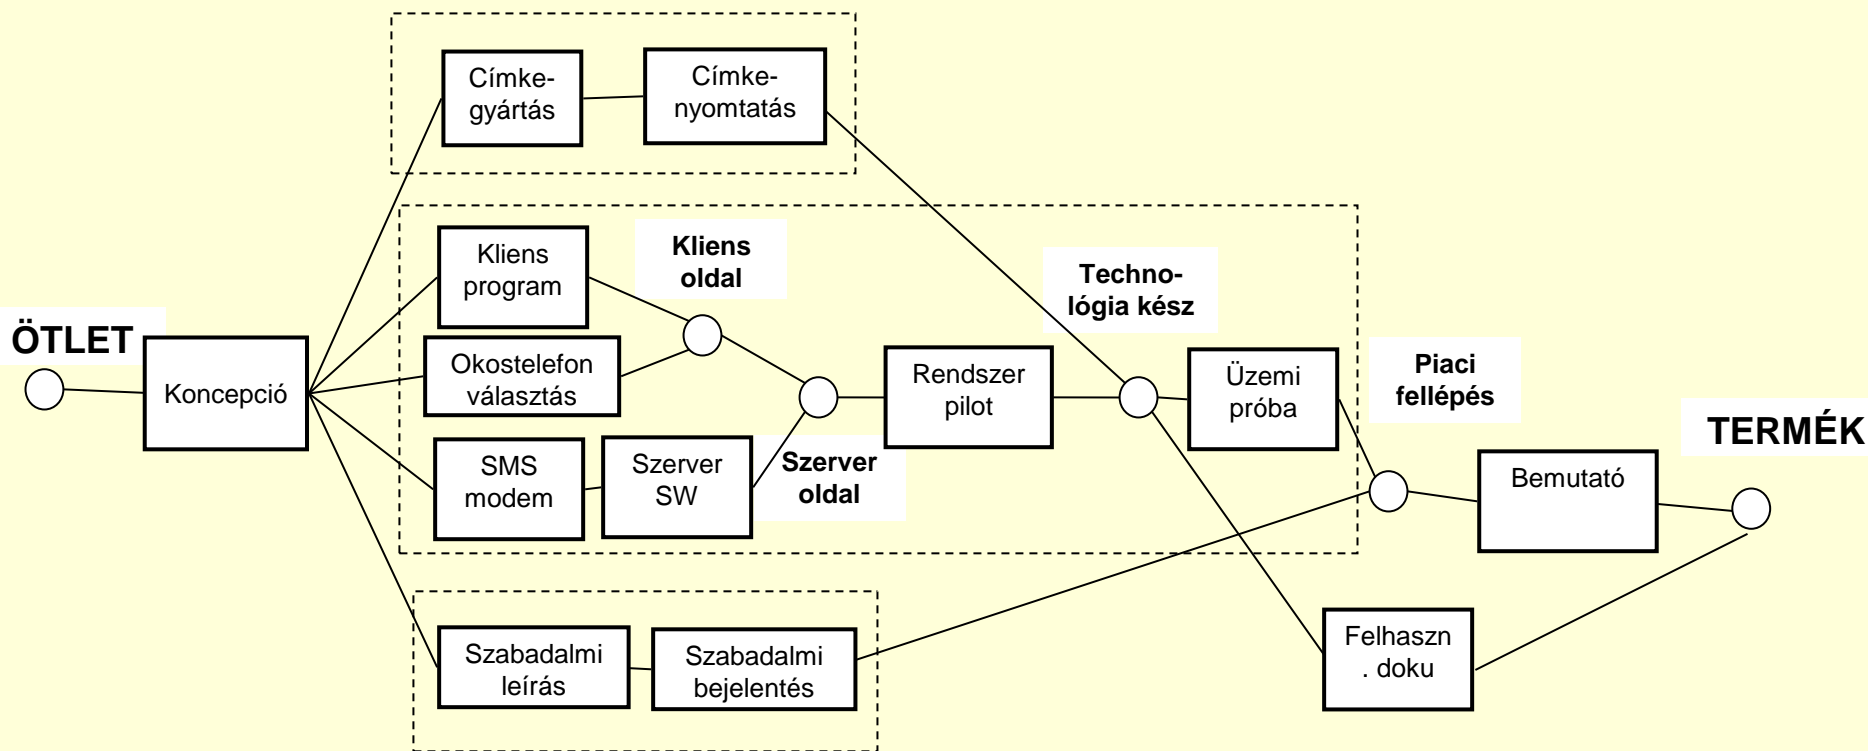 Címke-
gyártás
Címke-
nyomtatás
Kliens
program
Kliens
oldal
Techno-
lógia kész
ÖTLET
Koncepció
Okostelefon
választás
Rendszer
pilot
Üzemi
próba
Piaci
fellépés
TERMÉK
SMS
modem
Szerver
SW
Szerver
oldal
Bemutató
Szabadalmi
leírás
Szabadalmi
bejelentés
Felhaszn
. doku